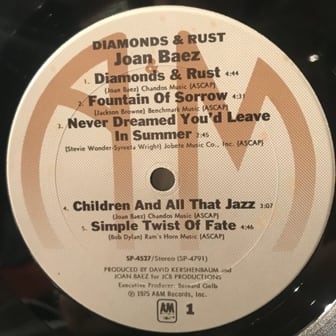 DIAMONDS & RUST
Joan Baez
1. Diamonds & Rust 4:44
(Joan Baez) Chandos Music (ASCAP)
2. Fountain Of Sorrow 4:31
(Jackson Browne) Benchmark Music (ASCAP)
3. Never Dreamed You'd Leave
In Summer 2:45
(Stevie Wonder-Syreeta Wright) Jobete Music Co., Inc. (ASCAP)
4. Children And All That Jazz 3:07
(Joan Baez) Chandos Music (ASCAP)
5. Simple Twist Of Fate 4:46
(Bob Dylan) Ram's Horn Music (ASCAP)
SP-4527/Stereo (SP-4791)
PRODUCED BY DAVID KERSHENBAUM and
JOAN BAEZ for JCB PRODUCTIONS
Executive Producer: Bernard Gelb
© 1975 A&M Records, Inc.
A&M 1